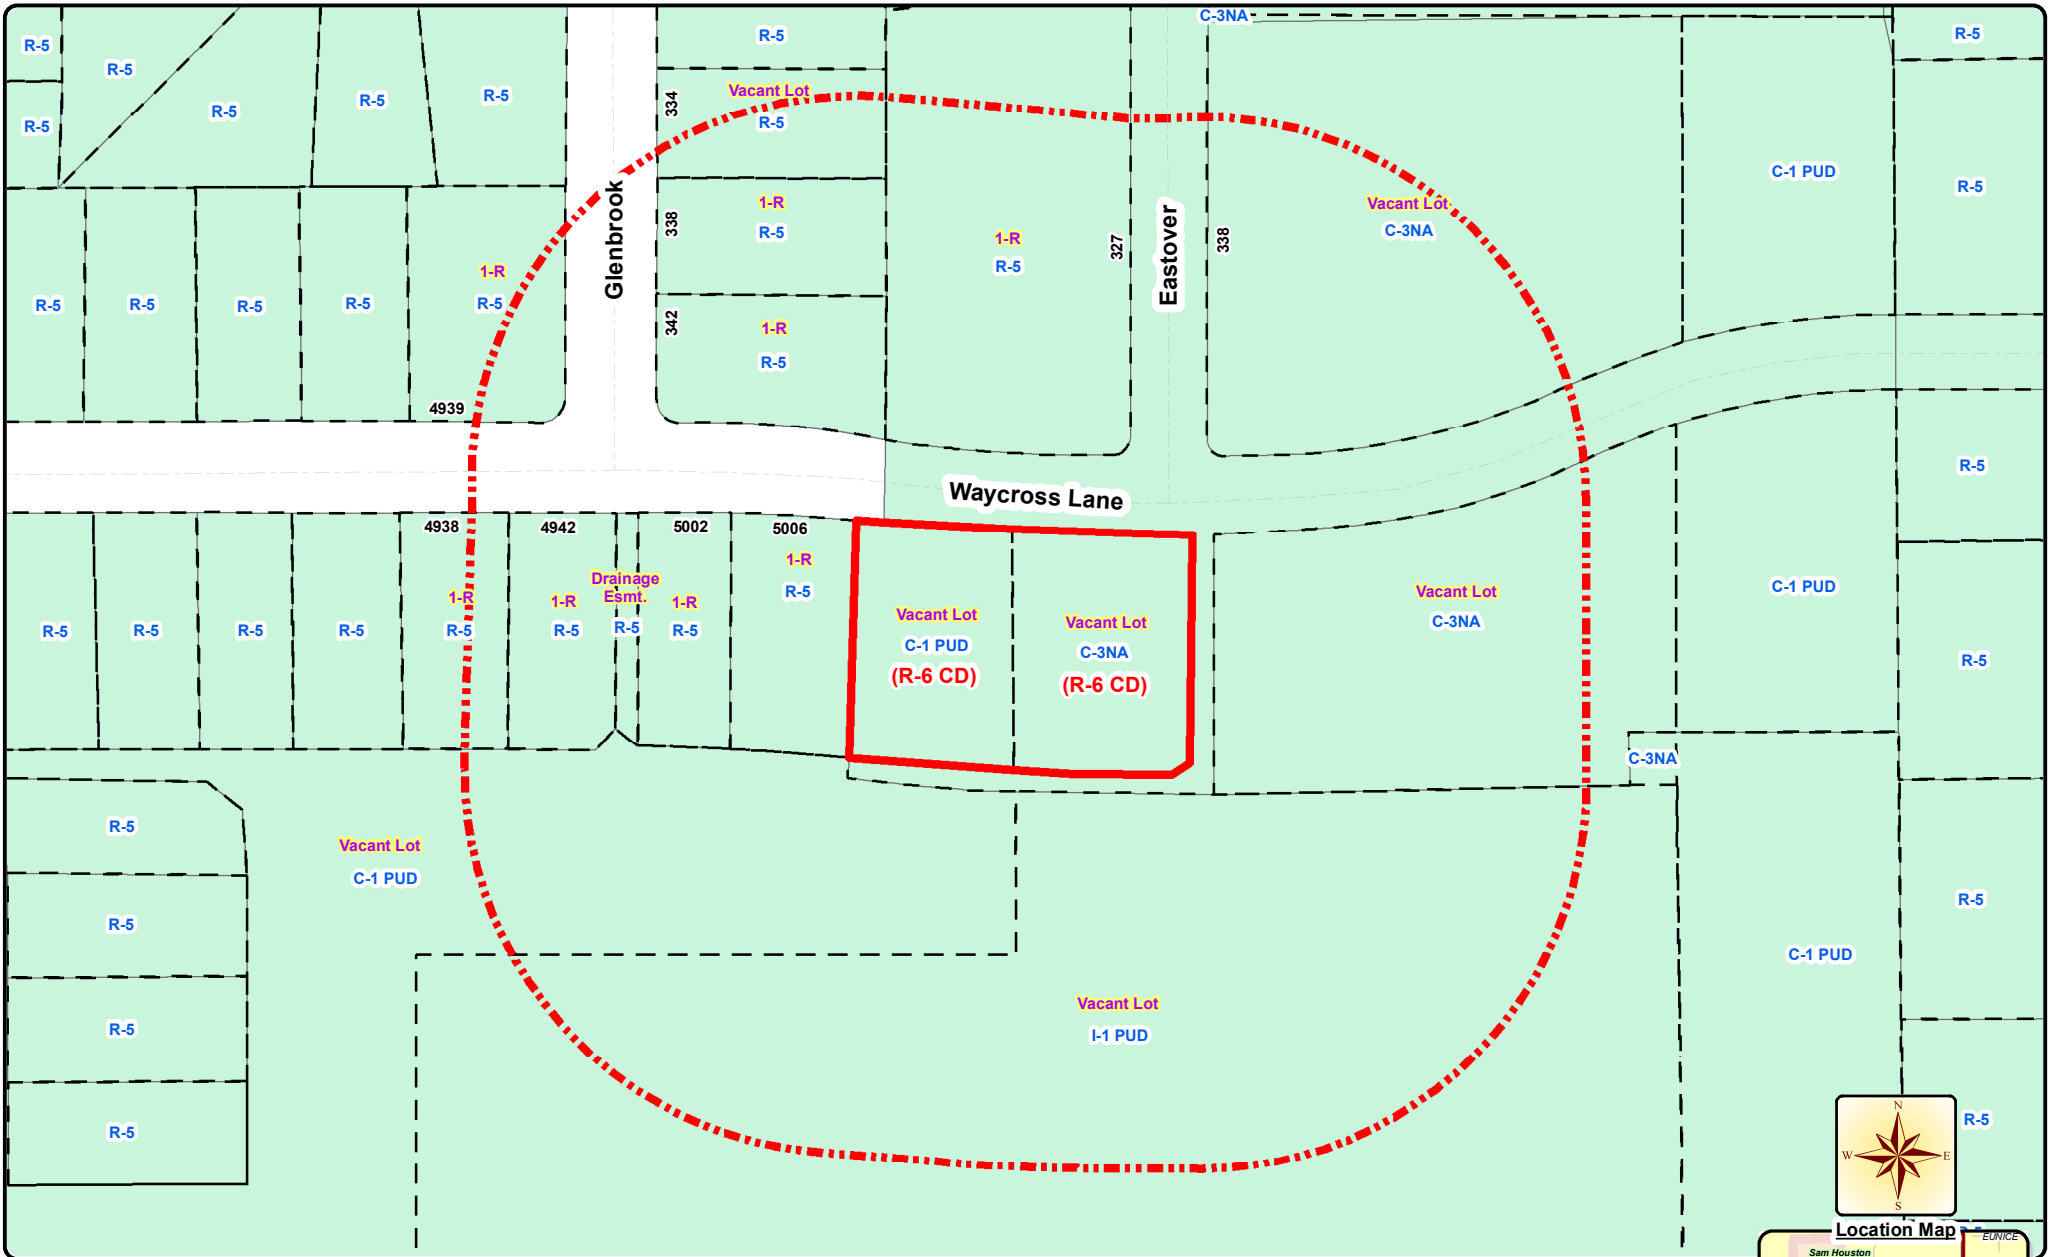 C-3NA
R-5
R-5
R-5
R-5
R-5
R-5
R-5
R-5
334
Vacant Lot
R-5
R-5
C-1 PUD
R-5
Glenbrook
338
1-R
R-5
1-R
R-5
327
Eastover
338
Vacant Lot
C-3NA
R-5
R-5
R-5
R-5
1-R
R-5
342
1-R
R-5
4939
R-5
Waycross Lane
4938
4942
5002
5006
1-R
R-5
Drainage
Esmt.
R-5
R-5
R-5
R-5
R-5
1-R
R-5
1-R
R-5
1-R
R-5
Vacant Lot
C-1 PUD
(R-6 CD)
Vacant Lot
C-3NA
(R-6 CD)
Vacant Lot
C-3NA
C-1 PUD
R-5
C-3NA
R-5
Vacant Lot
C-1 PUD
R-5
R-5
C-1 PUD
R-5
Vacant Lot
I-1 PUD
R-5
R-5
N
W
E
S
Location Map
EUNICE
Sam Houston